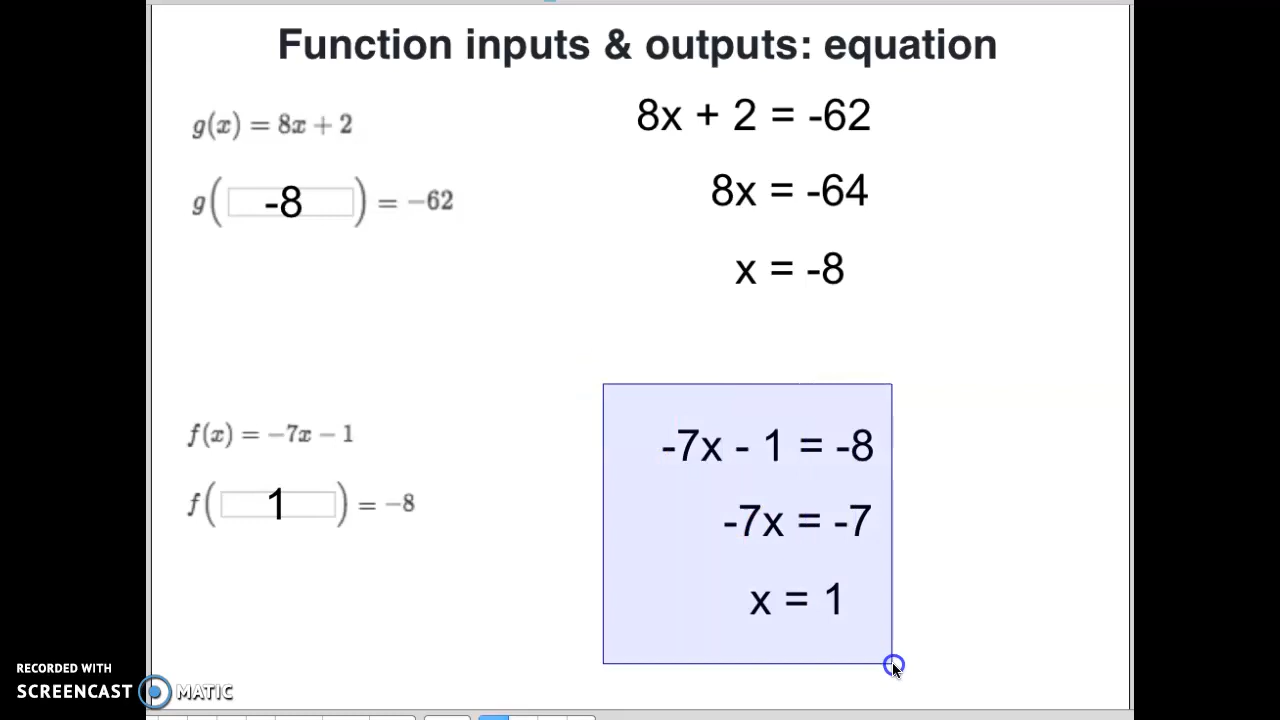 Function inputs & outputs: equation
g(x) = 8x + 2
g( -8 ) = −62
8x + 2 = -62
8x = -64
x = -8
f(x) = −7x − 1
f( 1 ) = −8
-7x - 1 = -8
-7x = -7
x = 1
RECORDED WITH
SCREENCAST MATIC